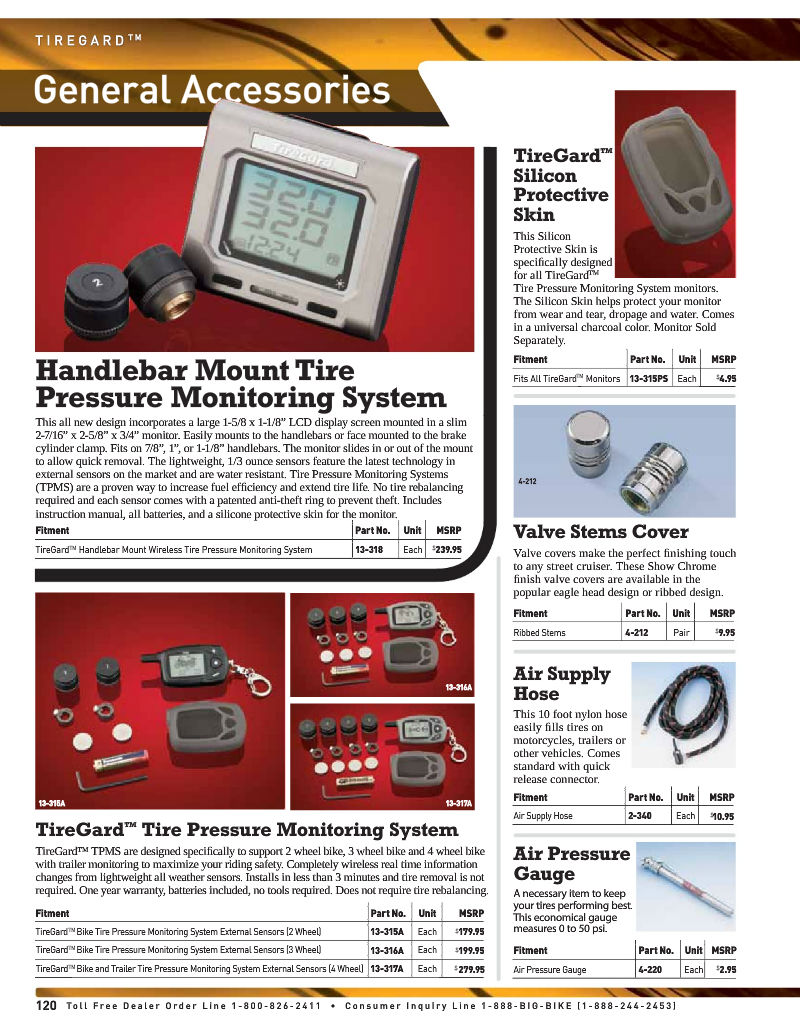 TIREGARD™
General Accessories
TireGard
32.0
32.0
12:24
2
Handlebar Mount Tire
Pressure Monitoring System
This all new design incorporates a large 1-5/8 x 1-1/8” LCD display screen mounted in a slim
2-7/16” x 2-5/8” x 3/4” monitor. Easily mounts to the handlebars or face mounted to the brake
cylinder clamp. Fits on 7/8”, 1”, or 1-1/8” handlebars. The monitor slides in or out of the mount
to allow quick removal. The lightweight, 1/3 ounce sensors feature the latest technology in
external sensors on the market and are water resistant. Tire Pressure Monitoring Systems
(TPMS) are a proven way to increase fuel efficiency and extend tire life. No tire rebalancing
required and each sensor comes with a patented anti-theft ring to prevent theft. Includes
instruction manual, all batteries, and a silicone protective skin for the monitor.
Fitment Part No. Unit MSRP
TireGard™ Handlebar Mount Wireless Tire Pressure Monitoring System 13-318 Each $239.95
13-315A
13-316A
13-317A
TireGard™ Tire Pressure Monitoring System
TireGard™ TPMS are designed specifically to support 2 wheel bike, 3 wheel bike and 4 wheel bike
with trailer monitoring to maximize your riding safety. Completely wireless real time information
changes from lightweight all weather sensors. Installs in less than 3 minutes and tire removal is not
required. One year warranty, batteries included, no tools required. Does not require tire rebalancing.
Fitment Part No. Unit MSRP
TireGard™ Bike Tire Pressure Monitoring System External Sensors (2 Wheel) 13-315A Each $179.95
TireGard™ Bike Tire Pressure Monitoring System External Sensors (3 Wheel) 13-316A Each $199.95
TireGard™ Bike and Trailer Tire Pressure Monitoring System External Sensors (4 Wheel) 13-317A Each $279.95
TireGard™
Silicon
Protective
Skin
This Silicon
Protective Skin is
specifically designed
for all TireGard™
Tire Pressure Monitoring System monitors.
The Silicon Skin helps protect your monitor
from wear and tear, dropage and water. Comes
in a universal charcoal color. Monitor Sold
Separately.
Fitment Part No. Unit MSRP
Fits All TireGard™ Monitors 13-315PS Each $4.95
4-212
Valve Stems Cover
Valve covers make the perfect finishing touch
to any street cruiser. These Show Chrome
finish valve covers are available in the
popular eagle head design or ribbed design.
Fitment Part No. Unit MSRP
Ribbed Stems 4-212 Pair $9.95
Air Supply
Hose
This 10 foot nylon hose
easily fills tires on
motorcycles, trailers or
other vehicles. Comes
standard with quick
release connector.
Fitment Part No. Unit MSRP
Air Supply Hose 2-340 Each $10.95
Air Pressure
Gauge
A necessary item to keep
your tires performing best.
This economical gauge
measures 0 to 50 psi.
Fitment Part No. Unit MSRP
Air Pressure Gauge 4-220 Each $2.95
120 Toll Free Dealer Order Line 1-800-826-2411 • Consumer Inquiry Line 1-888-BIG-BIKE (1-888-244-2453)